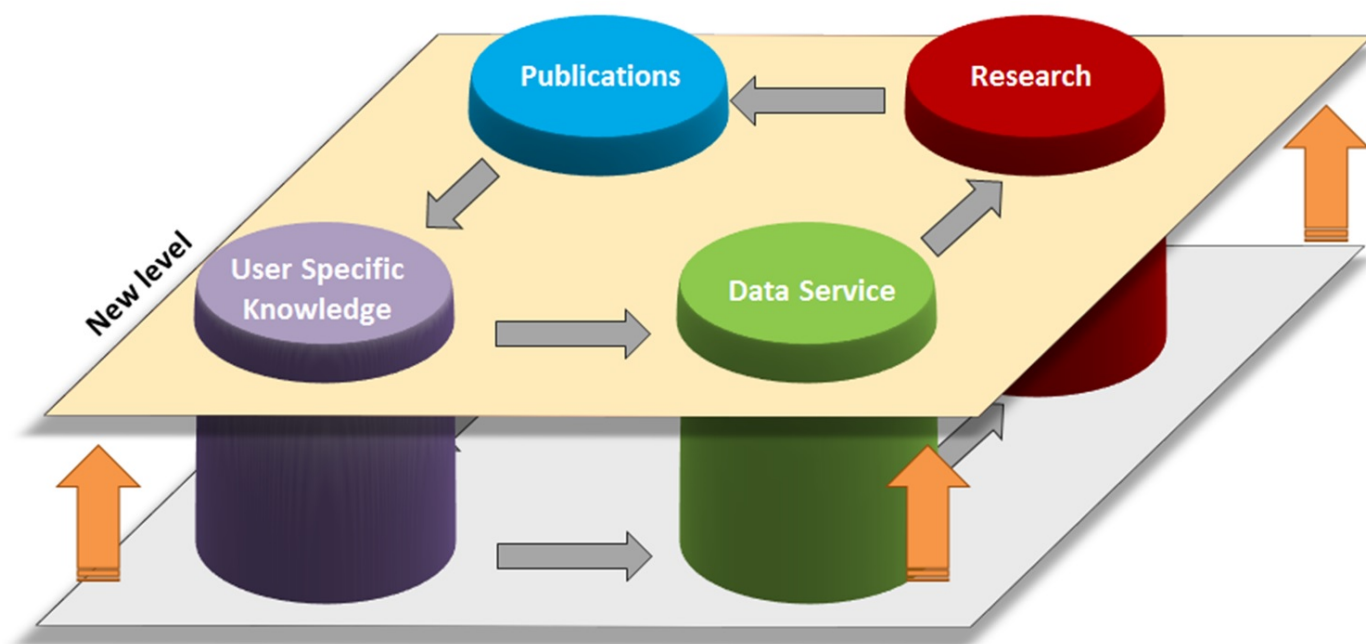 Publications
Research
New level
User Specific
Knowledge
Data Service